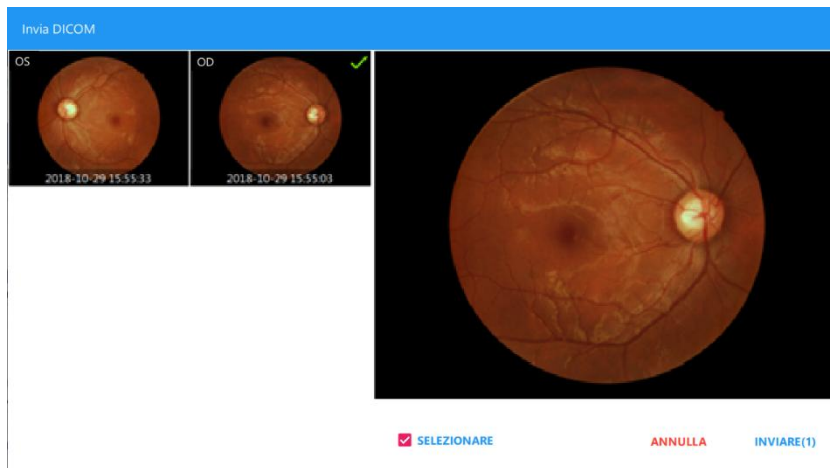 Invia DICOM
OS
OD
2018-10-29 15:55:33
2018-10-29 15:55:03
SELEZIONARE
ANNULLA
INVIARE(1)